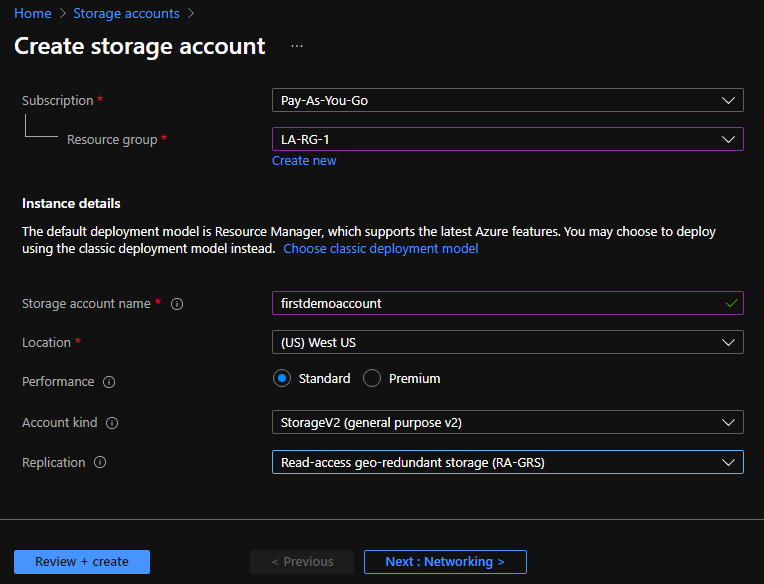 Home > Storage accounts >
Create storage account ...
Subscription * Pay-As-You-Go
Resource group * LA-RG-1
Create new
Instance details
The default deployment model is Resource Manager, which supports the latest Azure features. You may choose to deploy
using the classic deployment model instead. Choose classic deployment model
Storage account name * firstdemoaccount
Location * (US) West US
Performance Standard Premium
Account kind StorageV2 (general purpose v2)
Replication Read-access geo-redundant storage (RA-GRS)
Review + create < Previous Next : Networking >